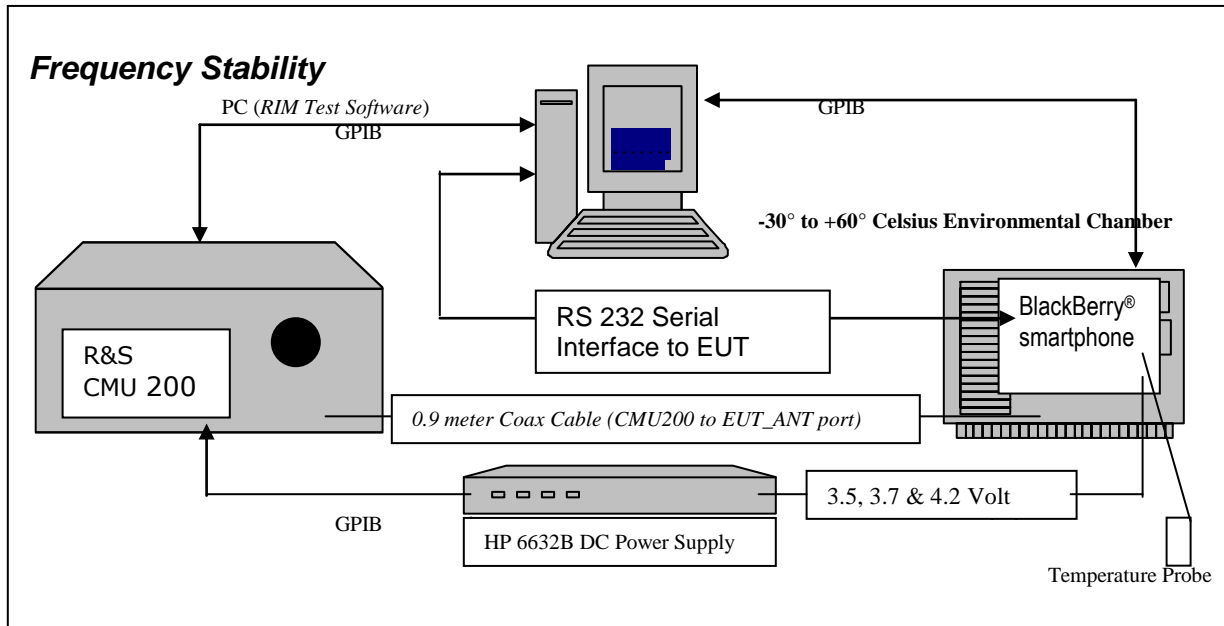 Frequency Stability
PC (RIM Test Software)
GPIB
GPIB
-30° to +60° Celsius Environmental Chamber
RS 232 Serial
Interface to EUT
BlackBerry®
smartphone
R&S
CMU 200
0.9 meter Coax Cable (CMU200 to EUT_ANT port)
3.5, 3.7 & 4.2 Volt
GPIB
HP 6632B DC Power Supply
Temperature Probe